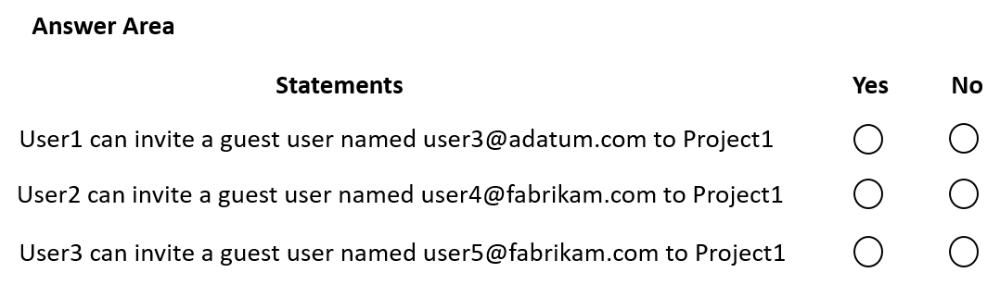 Answer Area
Statements Yes No
User1 can invite a guest user named user3@adatum.com to Project1
User2 can invite a guest user named user4@fabrikam.com to Project1
User3 can invite a guest user named user5@fabrikam.com to Project1